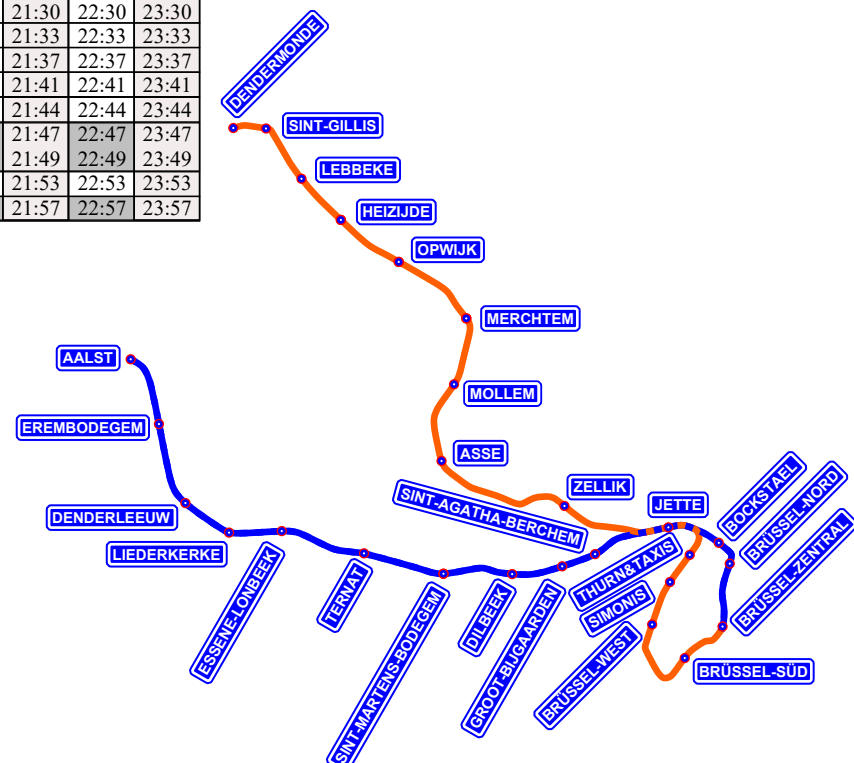 21:30 22:30 23:30
21:33 22:33 23:33
21:37 22:37 23:37
21:41 22:41 23:41
21:44 22:44 23:44
21:47 22:47 23:47
21:49 22:49 23:49
21:53 22:53 23:53
21:57 22:57 23:57
DENDERMONDE
SINT-GILLIS
LEBBEKE
HEIZIJDE
OPWIJK
MERCHTEM
AALST
MOLLEM
EREMBODEGEM
ASSE
ZELLIK
JETTE
BOCKSTAEL
BRÜSSEL-NORD
BRÜSSEL-ZENTRAL
SINT-AGATHA-BERCHEM
DENDERLEEUW
LIEDERKERKE
ESSENE-LONBEEK
TERNAT
SINT-MARTENS-BODEGEM
DILBEEK
GROOT-BIJGAARDEN
THURN&TAXIS
SIMONIS
BRÜSSEL-WEST
BRÜSSEL-SÜD